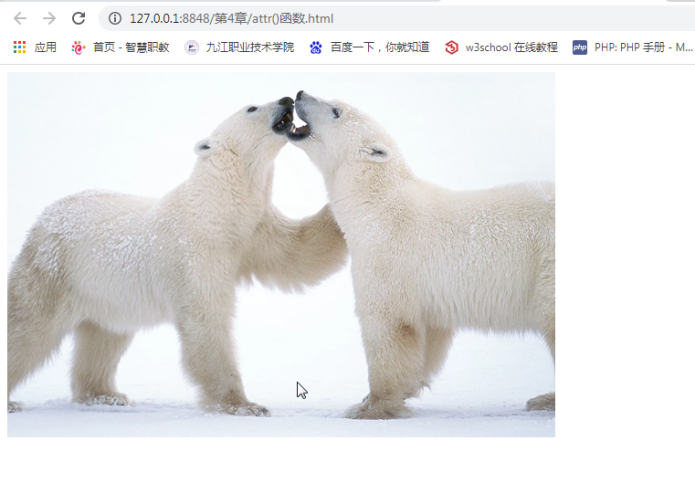 127.0.0.1:8848/第4章/attr()函数.html
应用 首页 - 智慧职教 九江职业技术学院 百度一下，你就知道 w3school 在线教程 php PHP: PHP 手册 - M...